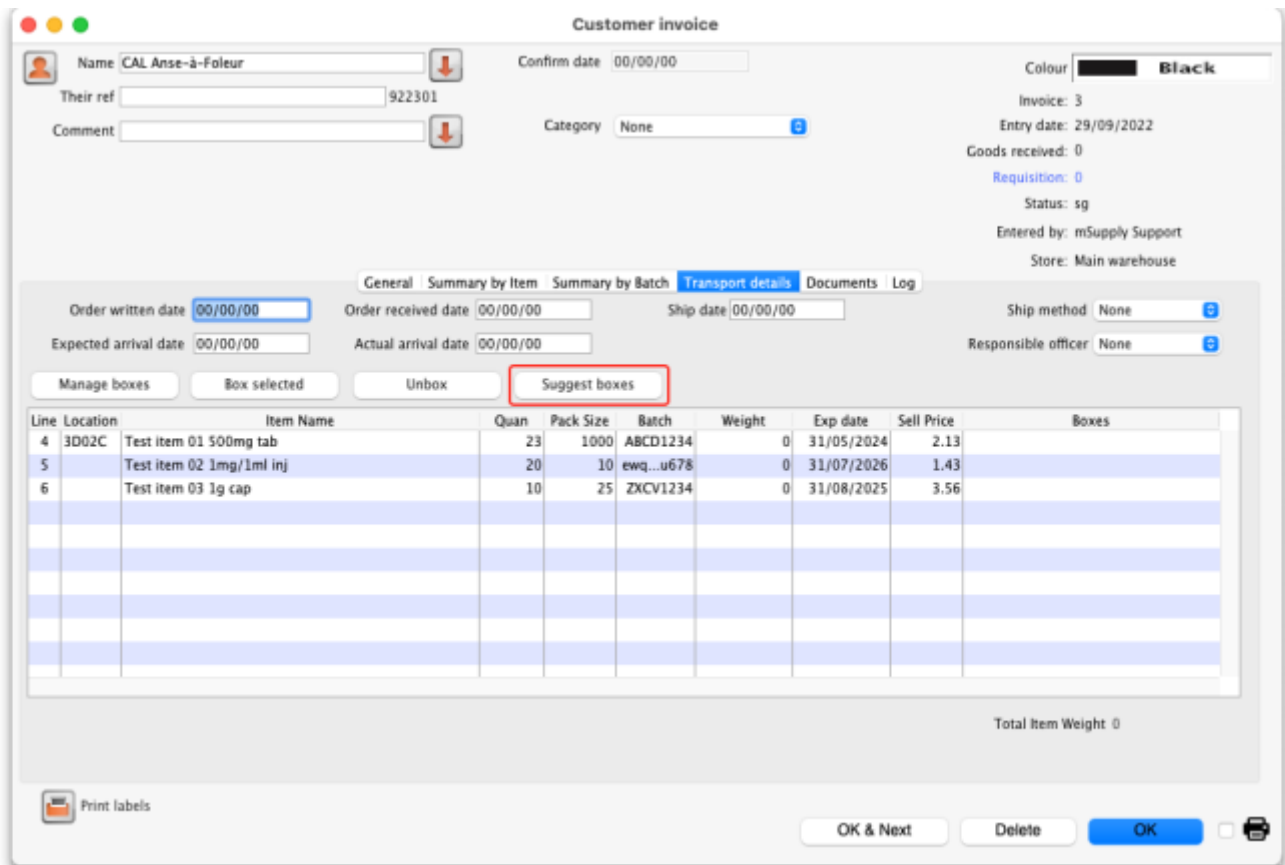 Customer invoice
Name CAL Anse-à-Foleur Confirm date 00/00/00 Colour Black
Their ref 922301 Invoice: 3
Comment Category None Entry date: 29/09/2022
Goods received: 0
Requisition: 0
Status: sg
Entered by: mSupply Support
Store: Main warehouse
General Summary by Item Summary by Batch Transport details Documents Log
Order written date 00/00/00 Order received date 00/00/00 Ship date 00/00/00 Ship method None
Expected arrival date 00/00/00 Actual arrival date 00/00/00 Responsible officer None
Manage boxes Box selected Unbox Suggest boxes
Line Location Item Name Quan Pack Size Batch Weight Exp date Sell Price Boxes
4 3D02C Test item 01 500mg tab 23 1000 ABCD1234 0 31/05/2024 2.13
5 Test item 02 1mg/1ml inj 20 10 ewq...u678 0 31/07/2026 1.43
6 Test item 03 1g cap 10 25 ZXCV1234 0 31/08/2025 3.56
Total Item Weight 0
Print labels
OK & Next Delete OK